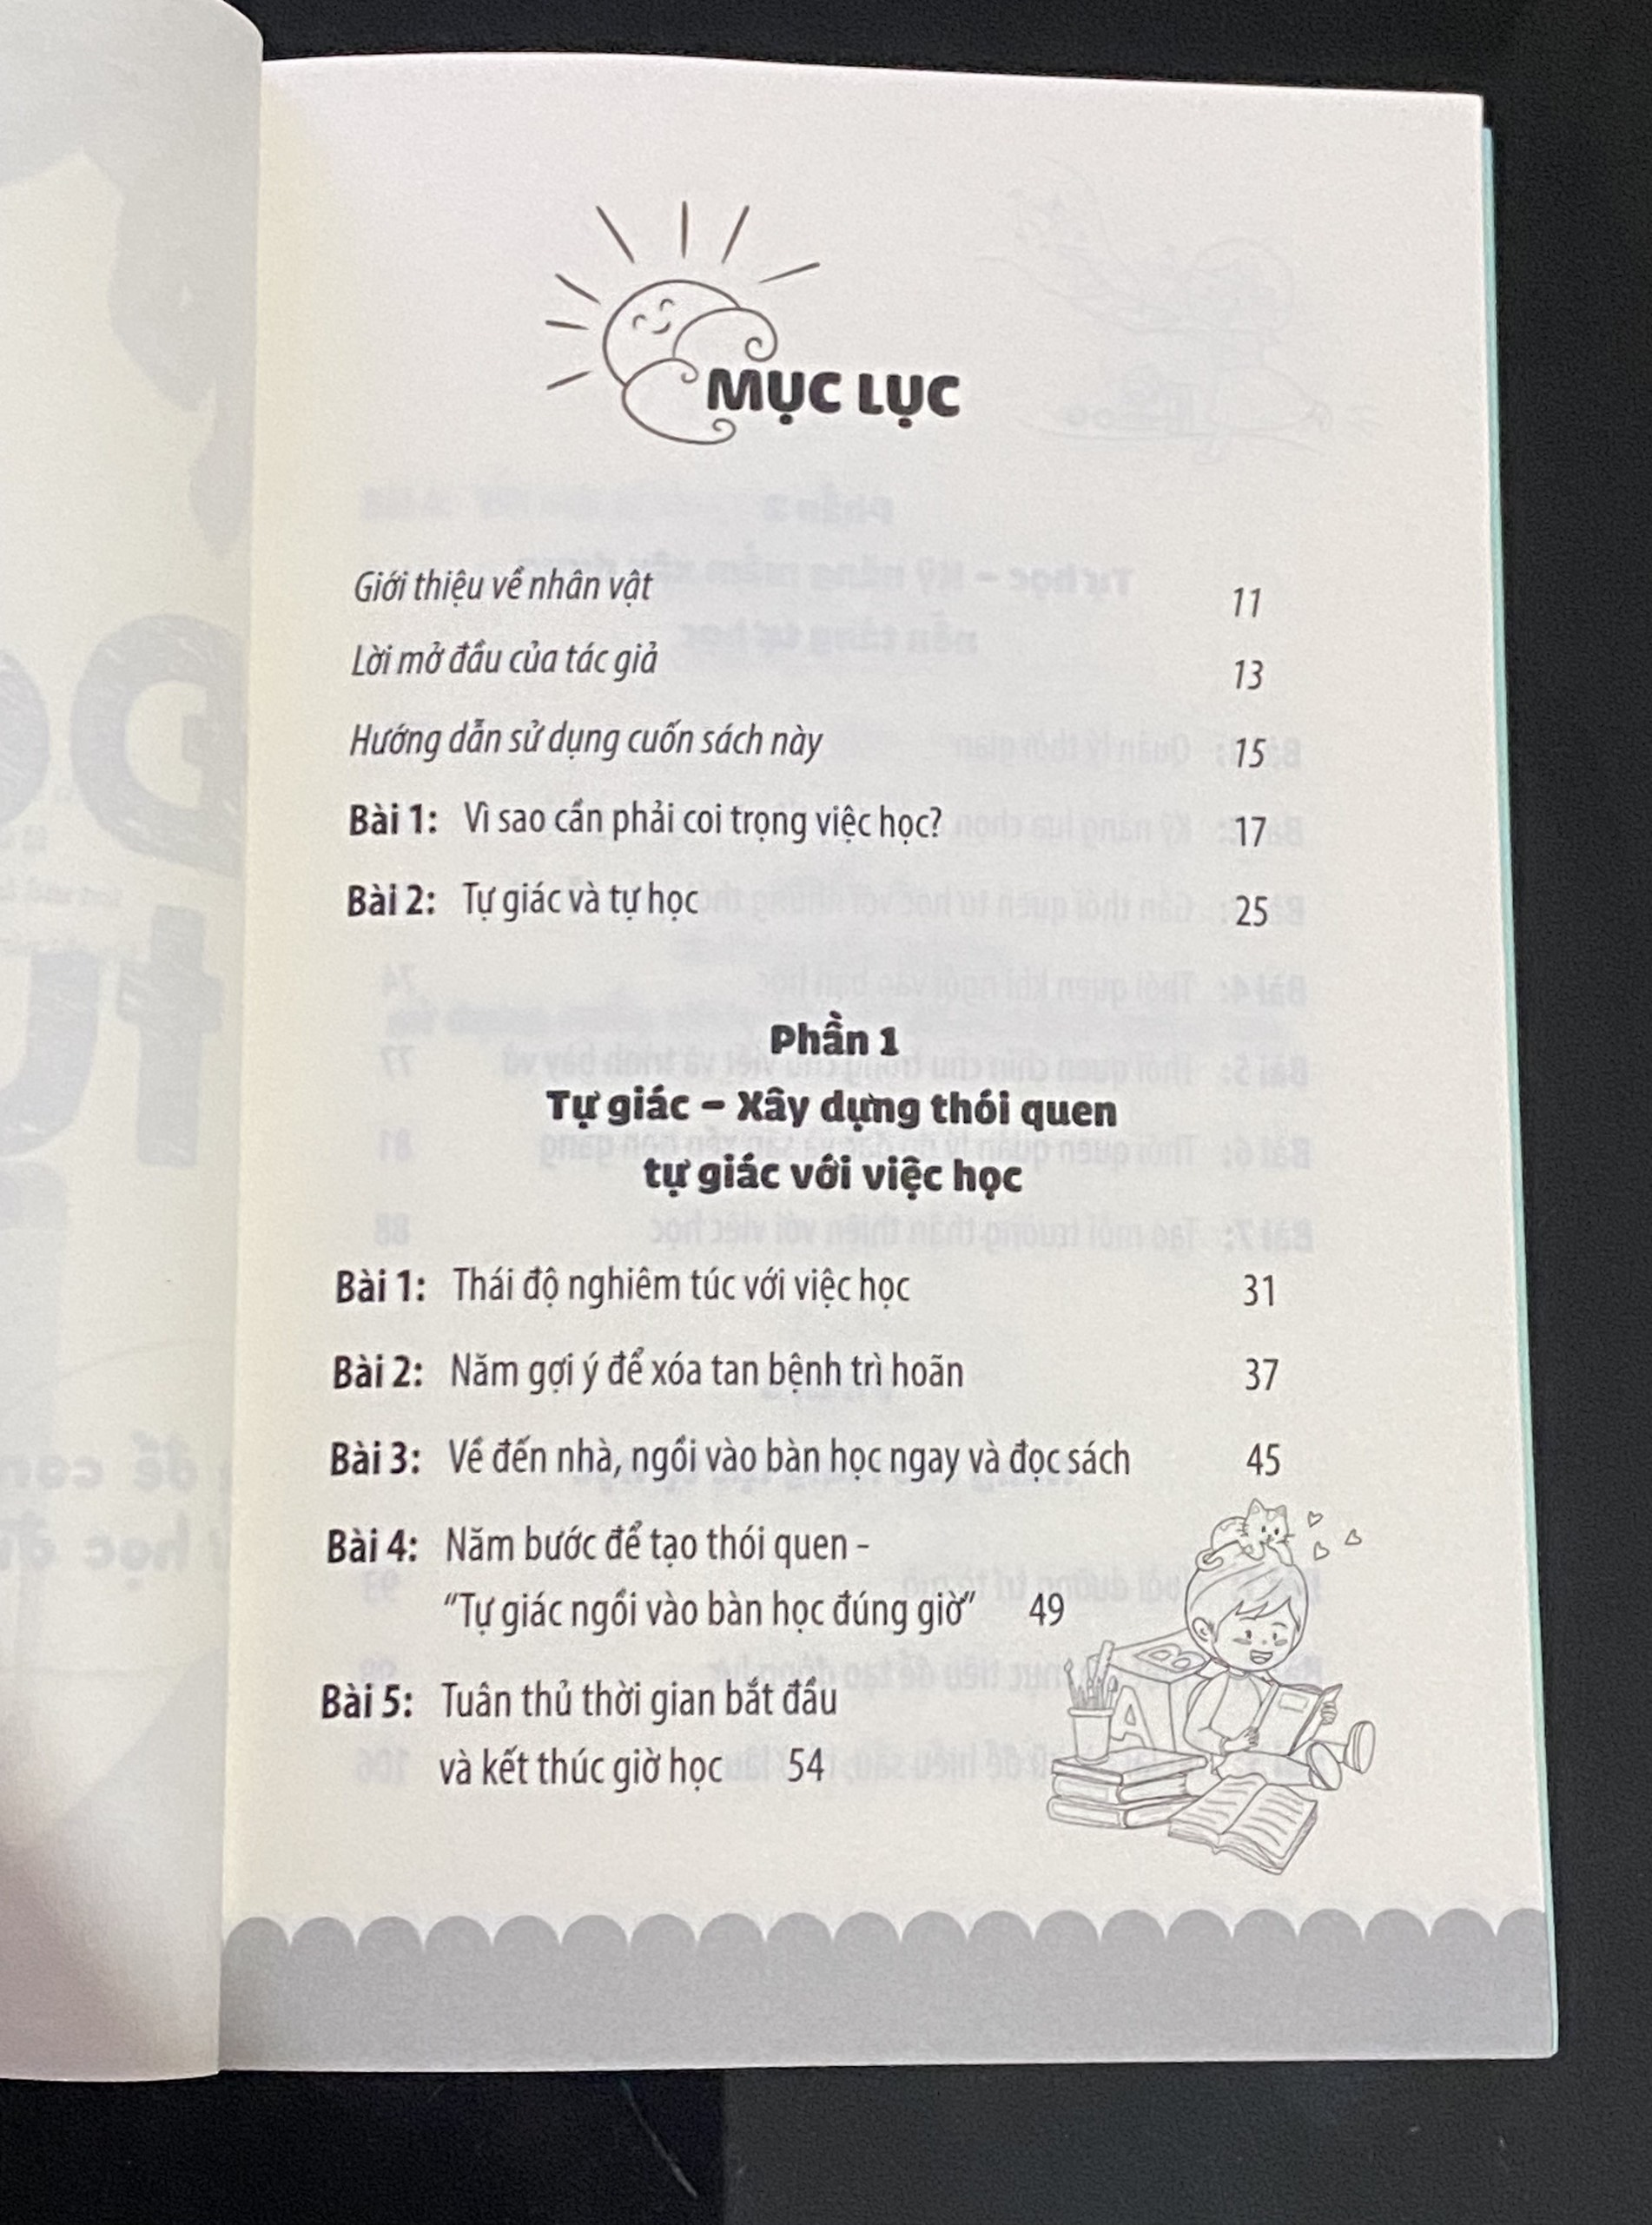 MỤC LỤC
Giới thiệu về nhân vật 11
Lời mở đầu của tác giả 13
Hướng dẫn sử dụng cuốn sách này 15
Bài 1: Vì sao cần phải coi trọng việc học? 17
Bài 2: Tự giác và tự học 25
Phần 1
Tự giác – Xây dựng thói quen
tự giác với việc học
Bài 1: Thái độ nghiêm túc với việc học 31
Bài 2: Năm gợi ý để xóa tan bệnh trì hoãn 37
Bài 3: Về đến nhà, ngồi vào bàn học ngay và đọc sách 45
Bài 4: Năm bước để tạo thói quen –
“Tự giác ngồi vào bàn học đúng giờ” 49
Bài 5: Tuân thủ thời gian bắt đầu
và kết thúc giờ học 54
A
B